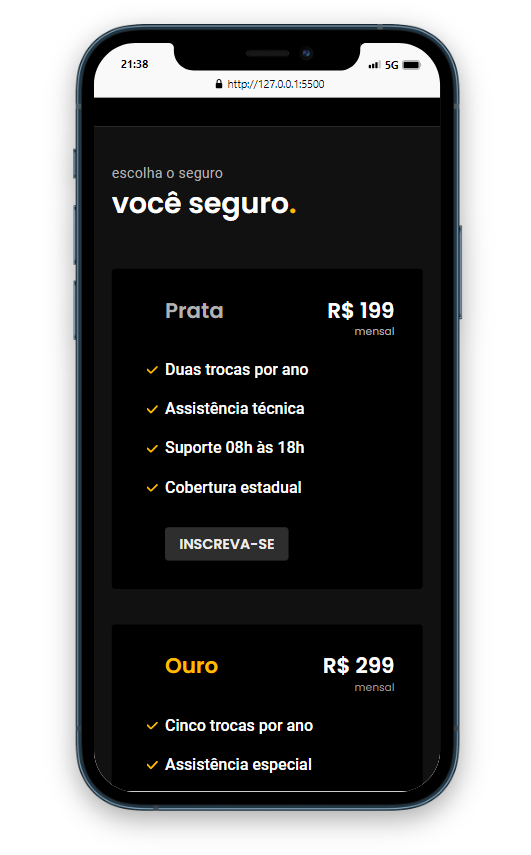 21:38
5G
http://127.0.0.1:5500
escolha o seguro
você seguro.
Prata
R$ 199
mensal
Duas trocas por ano
Assistência técnica
Suporte 08h às 18h
Cobertura estadual
INSCREVA-SE
Ouro
R$ 299
mensal
Cinco trocas por ano
Assistência especial